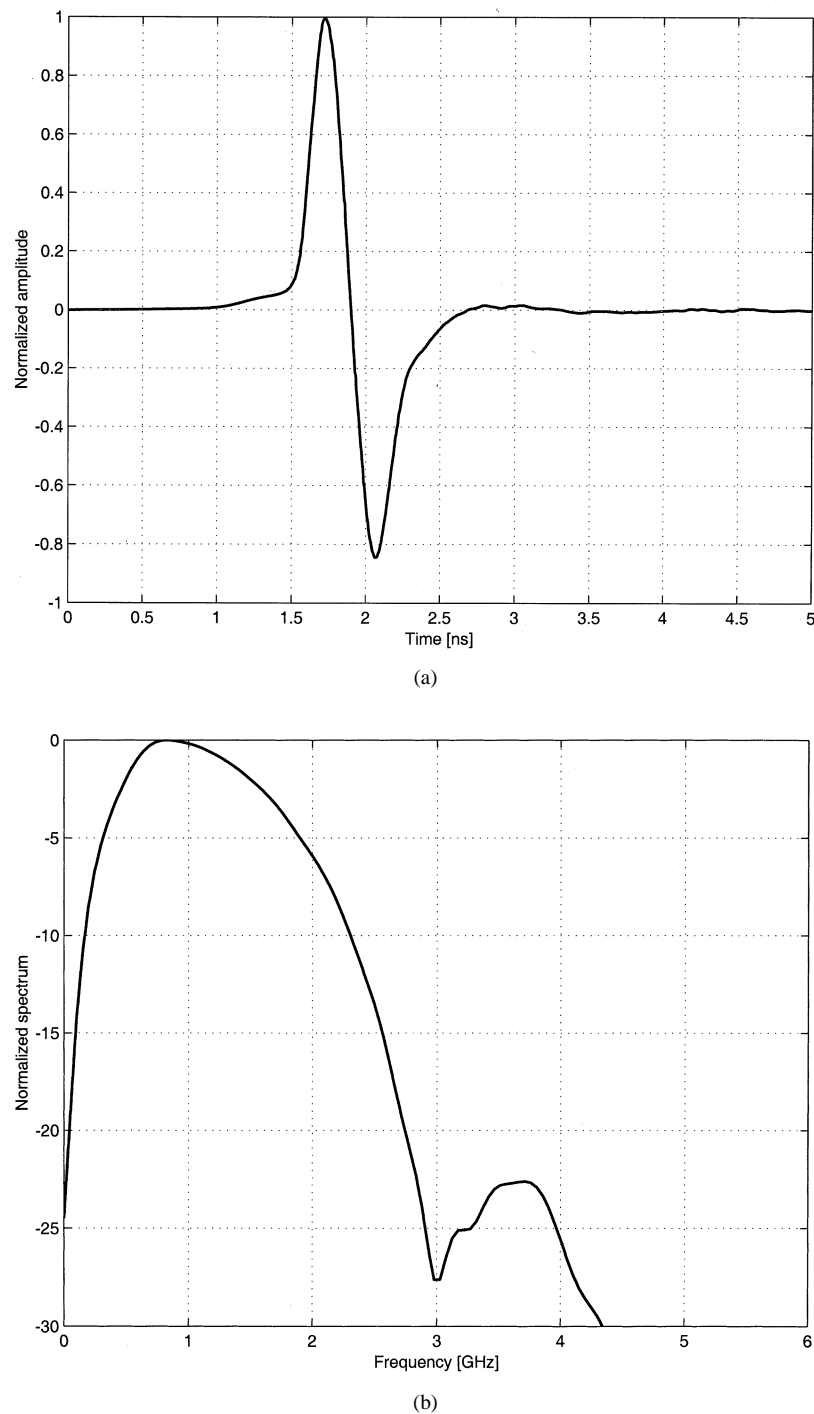 1
0.8
0.6
0.4
0.2
0
-0.2
-0.4
-0.6
-0.8
-1
Normalized amplitude
0 0.5 1 1.5 2 2.5 3 3.5 4 4.5 5
Time [ns]
(a)
0
-5
-10
-15
-20
-25
-30
Normalized spectrum
0 1 2 3 4 5 6
Frequency [GHz]
(b)